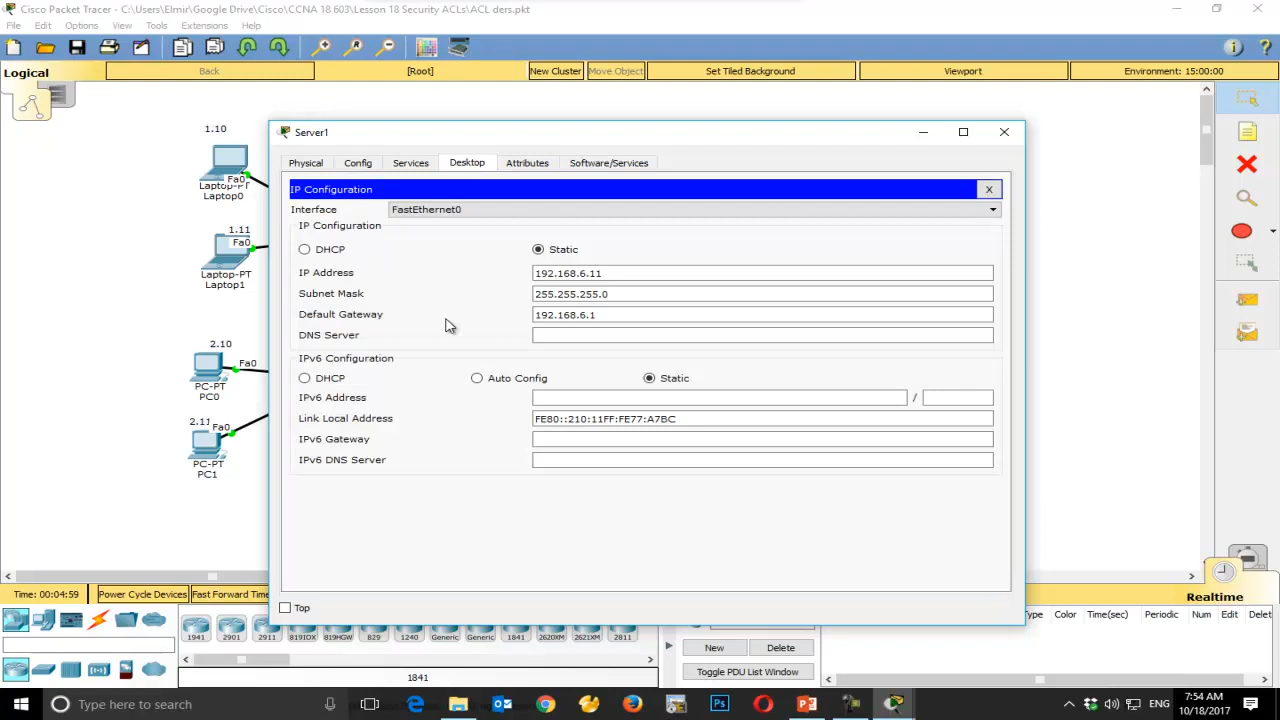 Cisco Packet Tracer - C:\Users\Elmir\Google Drive\Cisco\CCNA 18 603\Lesson 18 Security ACLs\ACL ders.pkt
File Edit Options View Tools Extensions Help
Logical Back [Root] New Cluster Move Object Set Tiled Background Viewport Environment: 15:00:00
1.10
Fa0
Laptop-PT
Laptop0
1.11
Fa0
Laptop-PT
Laptop1
2.10
Fa0
PC-PT
PC0
2.11
Fa0
PC-PT
PC1
Server1
Physical Config Services Desktop Attributes Software/Services
IP Configuration X
Interface FastEthernet0
IP Configuration
DHCP Static
IP Address 192.168.6.11
Subnet Mask 255.255.255.0
Default Gateway 192.168.6.1
DNS Server
IPv6 Configuration
DHCP Auto Config Static
IPv6 Address /
Link Local Address FE80::210:11FF:FE77:A7BC
IPv6 Gateway
IPv6 DNS Server
Top
Time: 00:04:59 Power Cycle Devices Fast Forward Time Realtime
Type Color Time(sec) Periodic Num Edit Delete
1941 2901 2911 819IOX 819HGW 829 1240 Generic Generic 1841 2620XM 2621XM 2811
New Delete
Toggle PDU List Window
1841
Type here to search
ENG
7:54 AM
10/18/2017